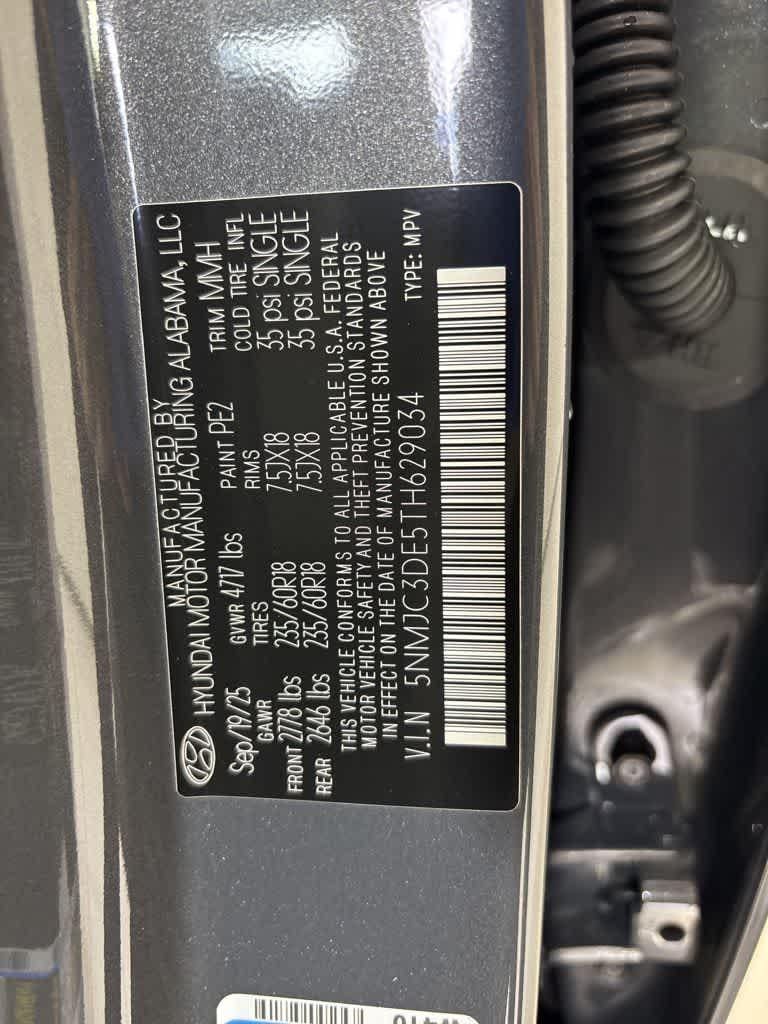 MANUFACTURED BY
HYUNDAI MOTOR MANUFACTURING ALABAMA, LLC
Sep/19/25 GVWR 4717 lbs PAINT PE2 TRIM MMH
GAWR TIRES RIMS COLD TIRE INFL
FRONT 2778 lbs 235/60R18 7.5JX18 35 psi SINGLE
REAR 2646 lbs 235/60R18 7.5JX18 35 psi SINGLE
THIS VEHICLE CONFORMS TO ALL APPLICABLE U.S.A. FEDERAL
MOTOR VEHICLE SAFETY AND THEFT PREVENTION STANDARDS
IN EFFECT ON THE DATE OF MANUFACTURE SHOWN ABOVE
V.I.N 5NMJC3DE5TH629034 TYPE: MPV